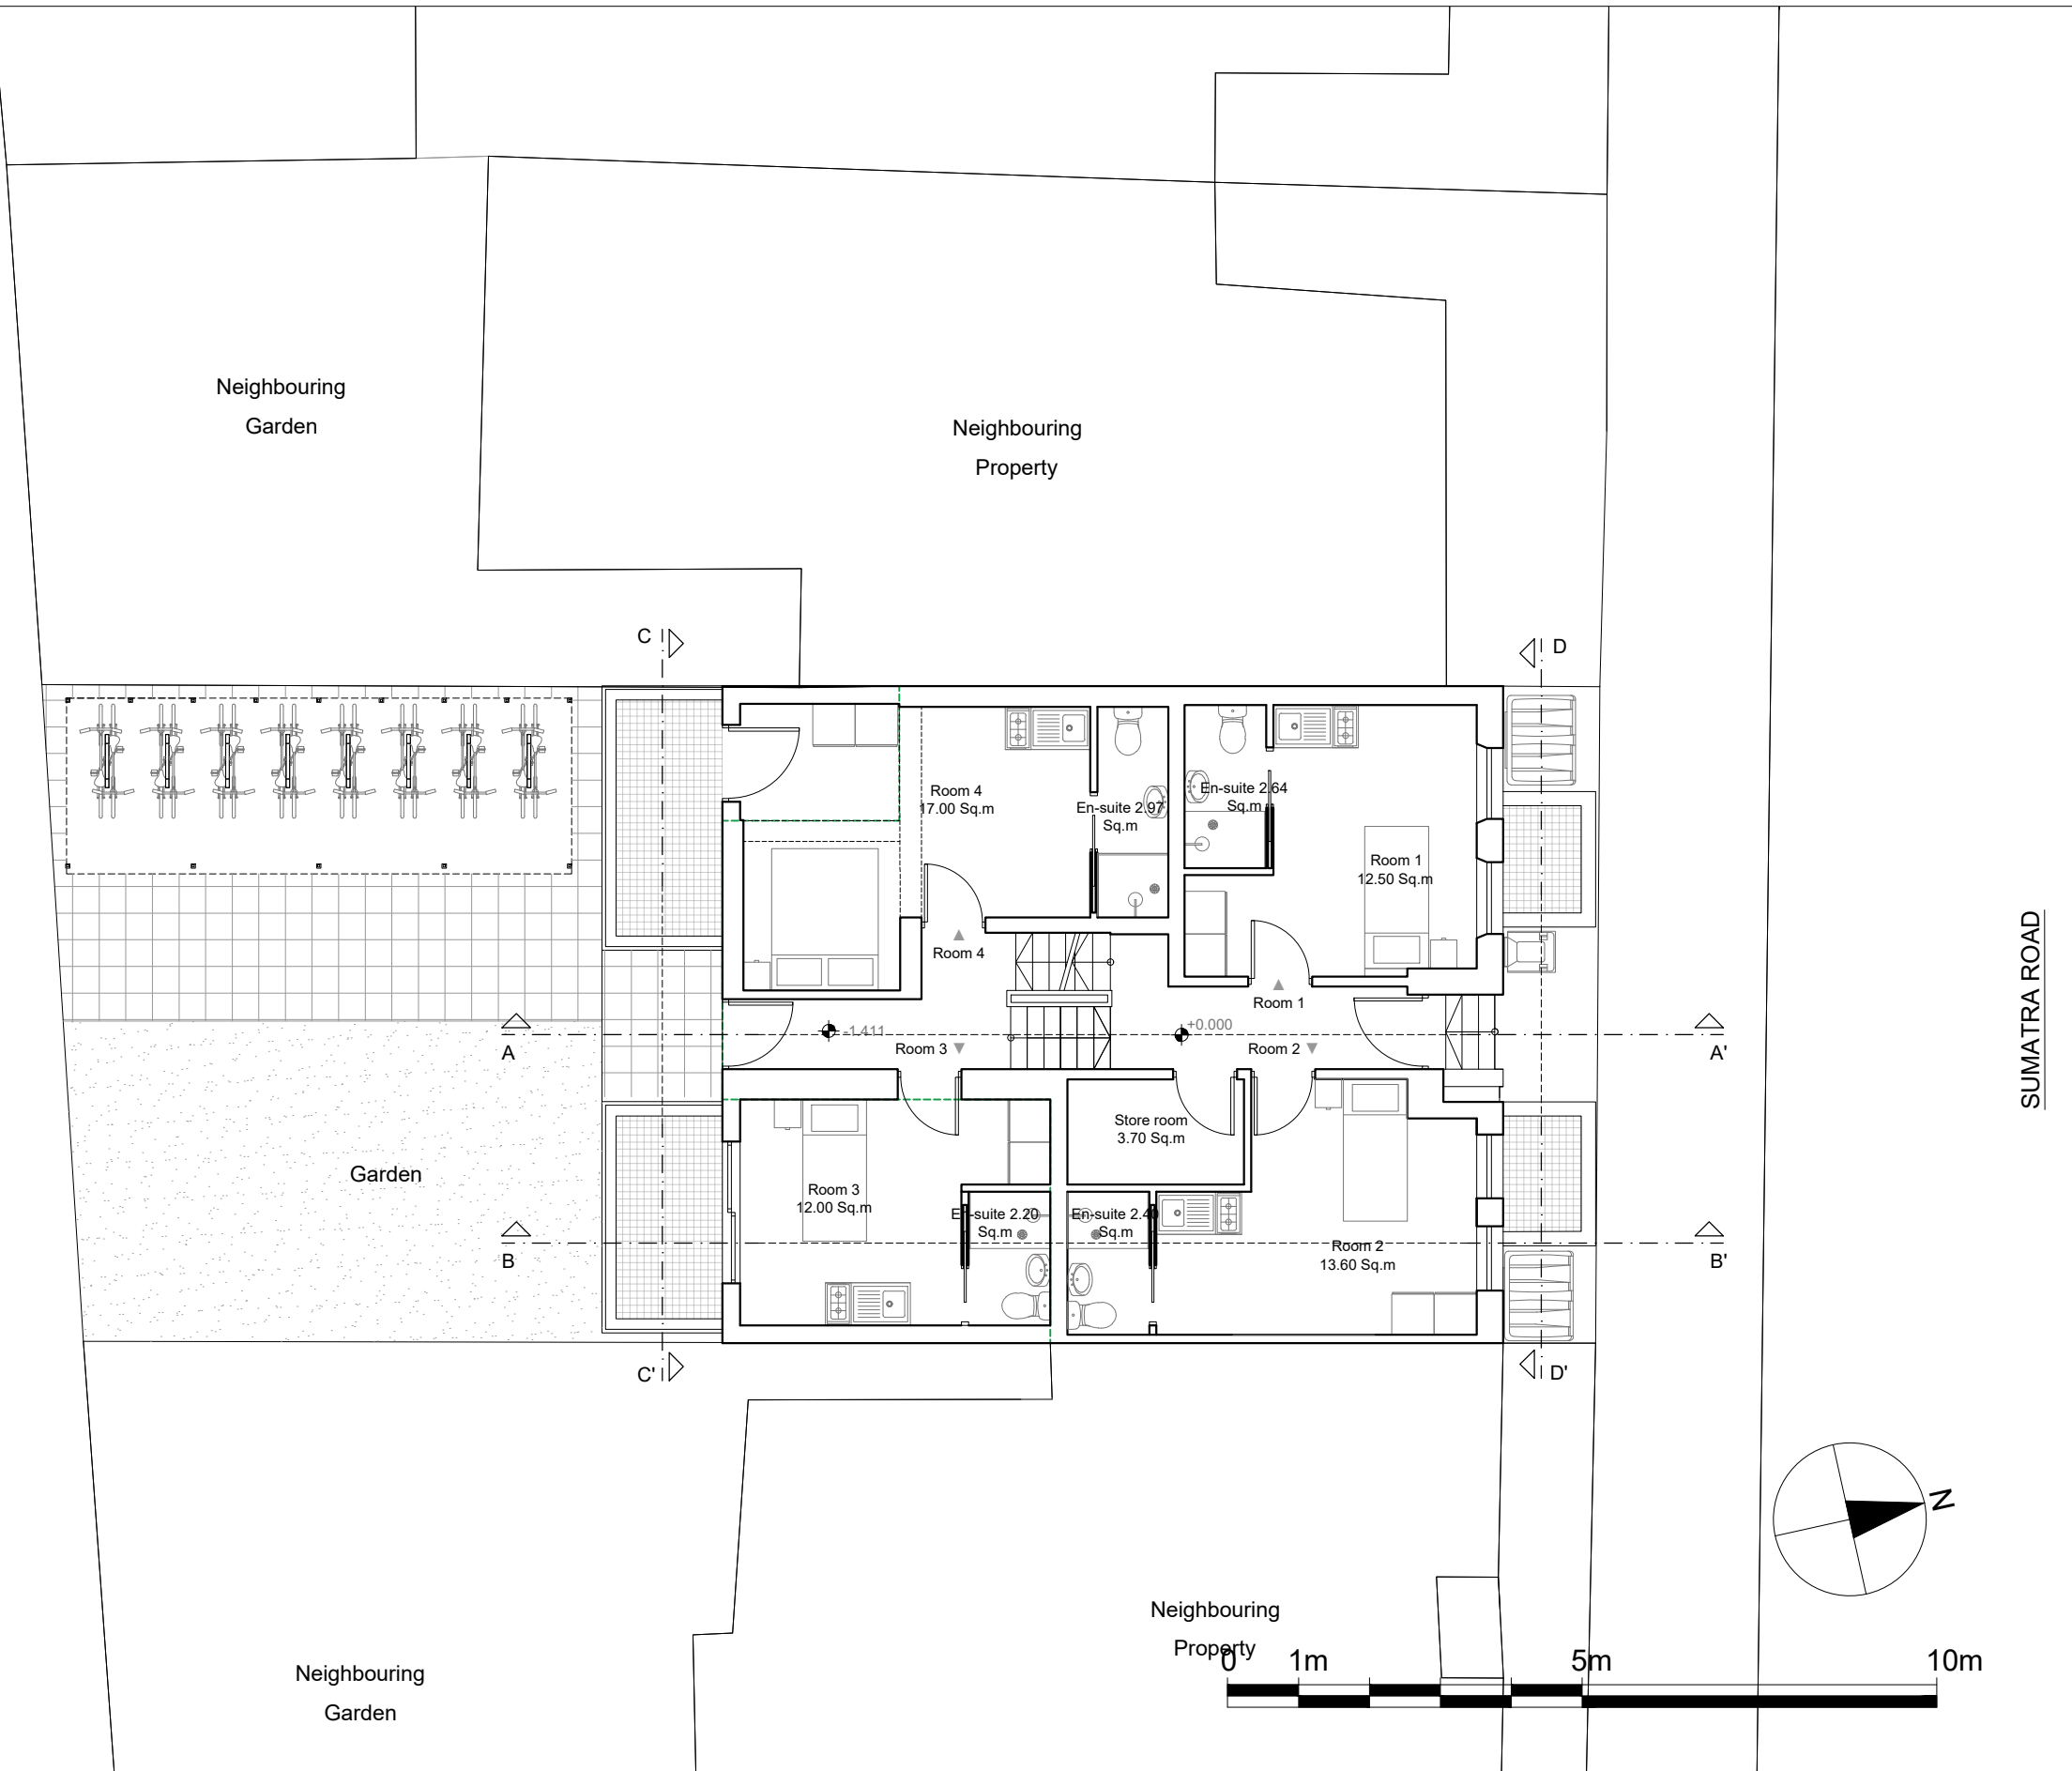 Neighbouring
Garden
Neighbouring
Property
C
D
Room 4
17.00 Sq.m
En-suite 2.97
Sq.m
En-suite 2.64
Sq.m
Room 1
12.50 Sq.m
Room 4
Room 1
SUMATRA ROAD
A
-1.411
+0.000
A'
Room 3
Room 2
Store room
3.70 Sq.m
Garden
Room 3
12.00 Sq.m
En-suite 2.20
Sq.m
En-suite 2.40
Sq.m
B
Room 2
13.60 Sq.m
B'
C'
D'
N
Neighbouring
Property
0 1m 5m 10m
Neighbouring
Garden